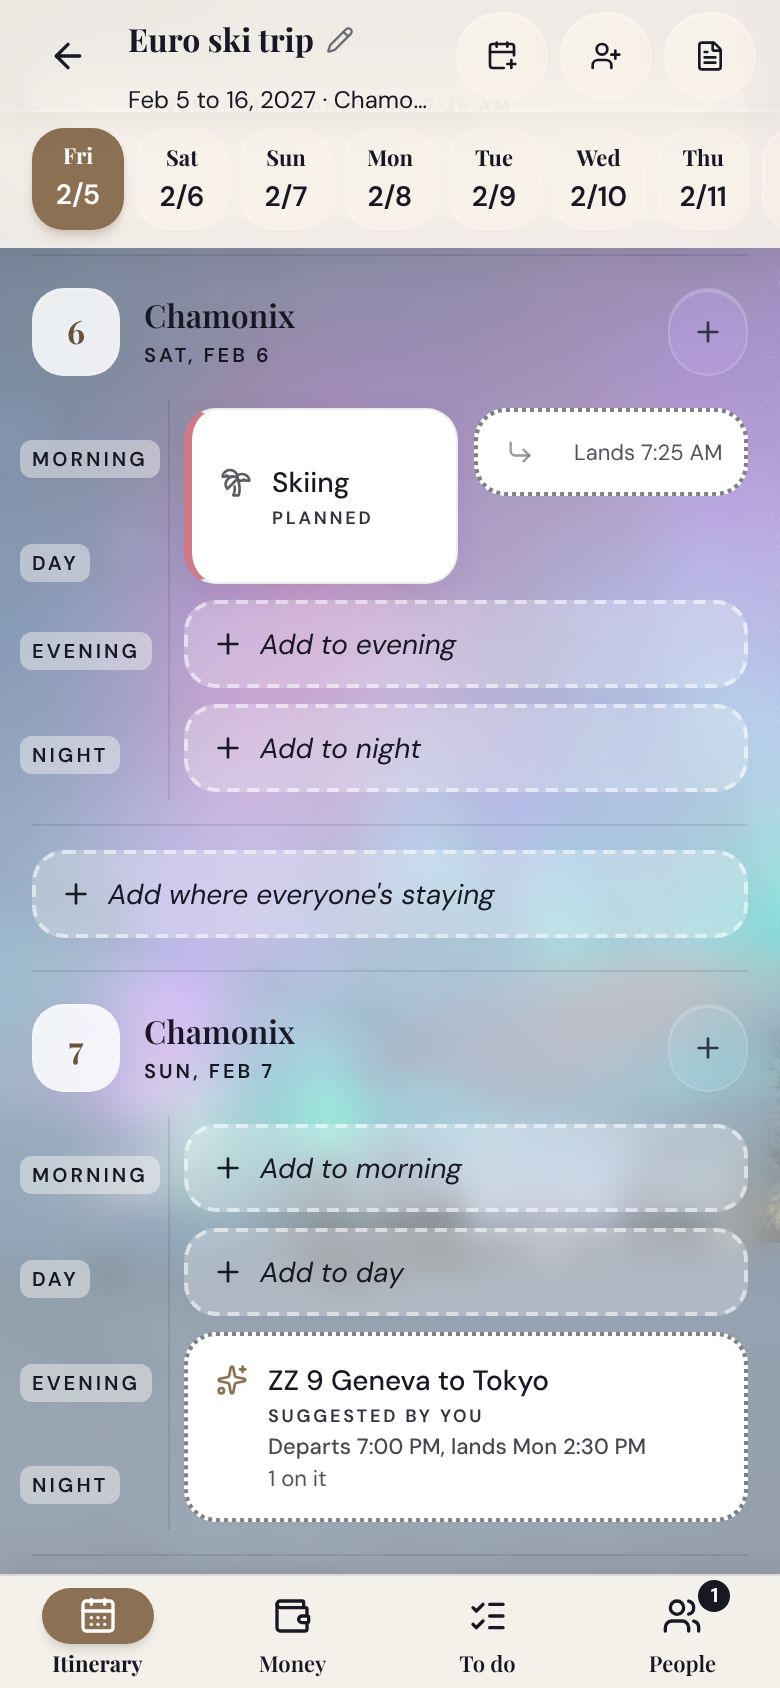 Euro ski trip
Feb 5 to 16, 2027 · Chamo...
7:25 AM
Fri
2/5
Sat
2/6
Sun
2/7
Mon
2/8
Tue
2/9
Wed
2/10
Thu
2/11
6
Chamonix
SAT, FEB 6
MORNING
Skiing
PLANNED
Lands 7:25 AM
DAY
EVENING
Add to evening
NIGHT
Add to night
Add where everyone's staying
7
Chamonix
SUN, FEB 7
MORNING
Add to morning
DAY
Add to day
EVENING
ZZ 9 Geneva to Tokyo
SUGGESTED BY YOU
Departs 7:00 PM, lands Mon 2:30 PM
1 on it
NIGHT
1
Itinerary
Money
To do
People